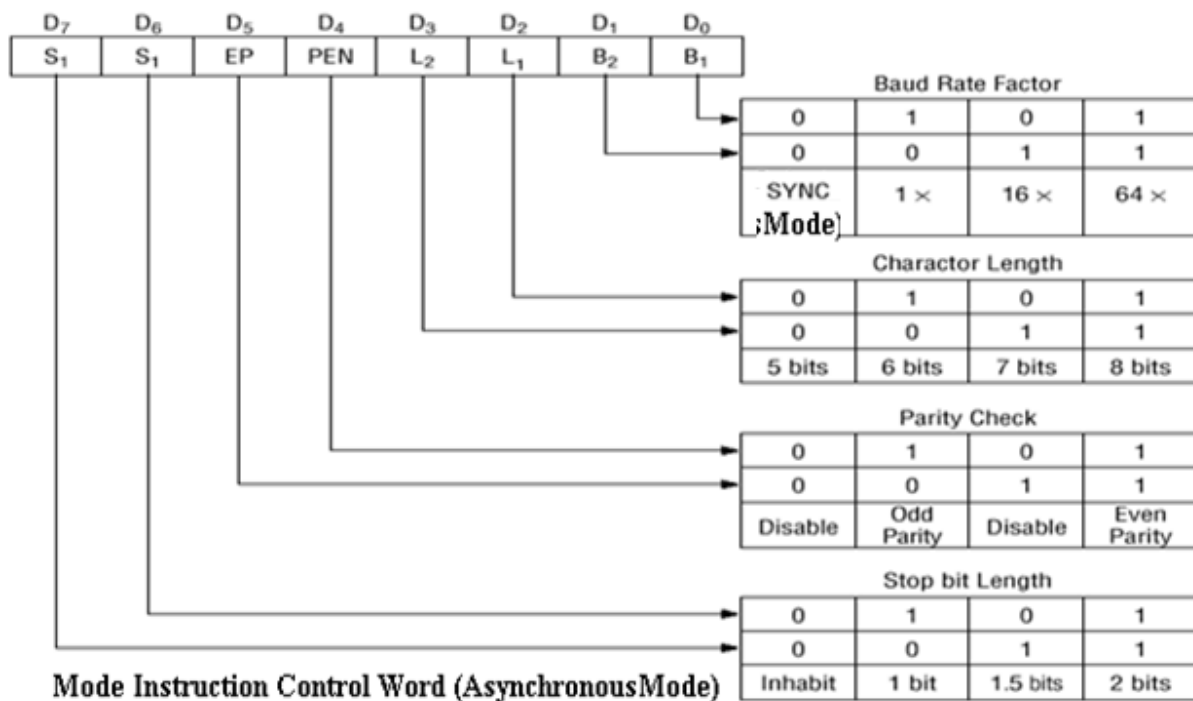 D7 D6 D5 D4 D3 D2 D1 D0
S1 S1 EP PEN L2 L1 B2 B1
Baud Rate Factor
0 1 0 1
0 0 1 1
SYNC 1 × 16 × 64 ×
sMode)
Charactor Length
0 1 0 1
0 0 1 1
5 bits 6 bits 7 bits 8 bits
Parity Check
0 1 0 1
0 0 1 1
Disable Odd Parity Disable Even Parity
Stop bit Length
0 1 0 1
0 0 1 1
Inhabit 1 bit 1.5 bits 2 bits
Mode Instruction Control Word (AsynchronousMode)